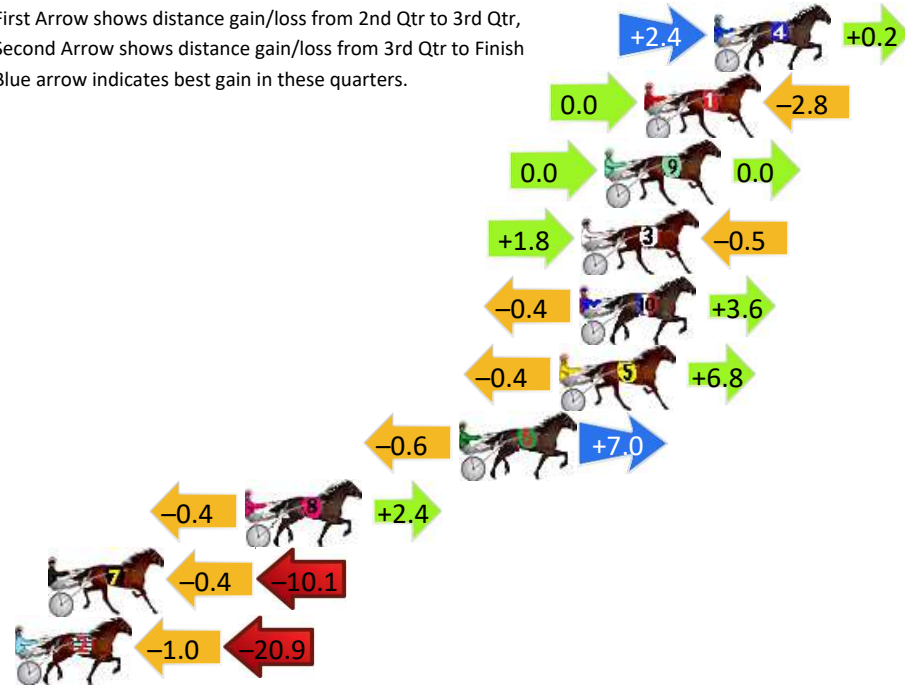 First Arrow shows distance gain/loss from 2nd Qtr to 3rd Qtr,
Second Arrow shows distance gain/loss from 3rd Qtr to Finish
Blue arrow indicates best gain in these quarters.
+2.4 4 +0.2
0.0 1 –2.8
0.0 9 0.0
+1.8 3 –0.5
–0.4 10 +3.6
–0.4 5 +6.8
–0.6 6 +7.0
–0.4 8 +2.4
7 –0.4 –10.1
2 –1.0 –20.9